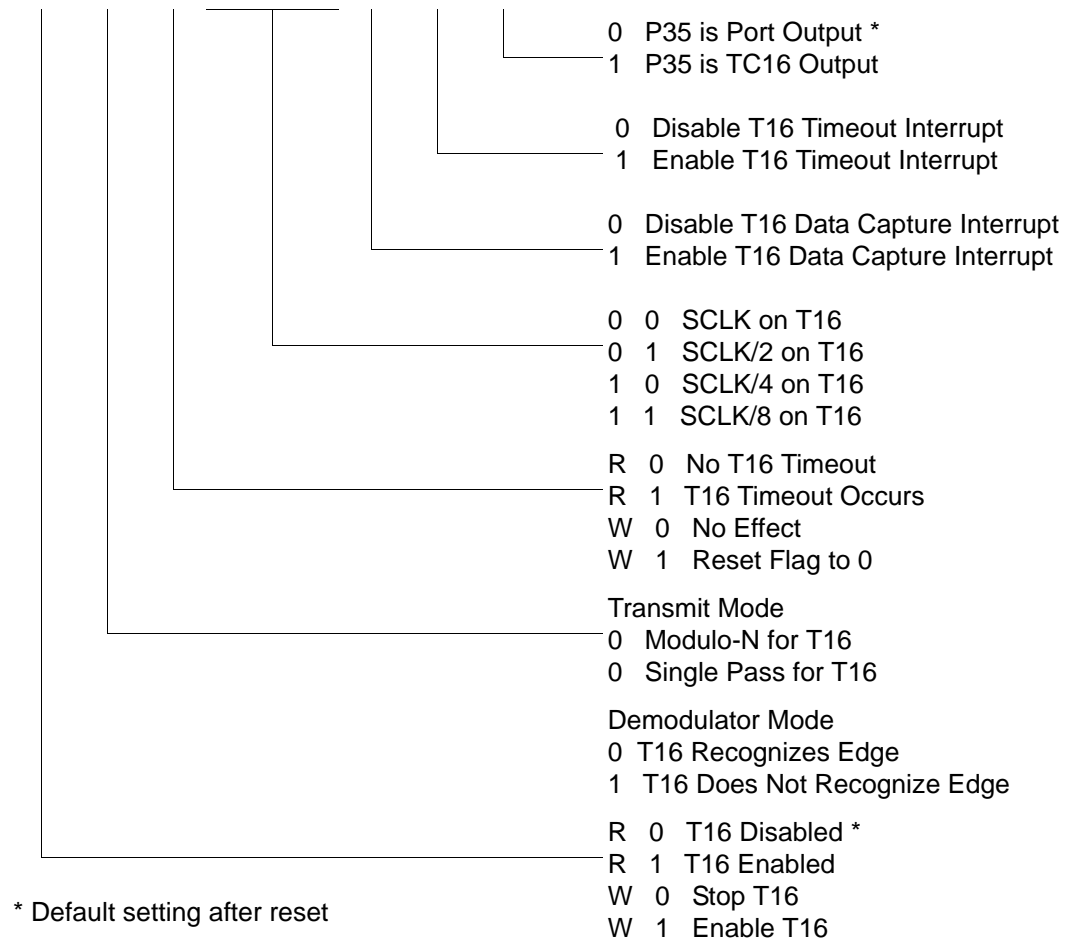 0 P35 is Port Output *
1 P35 is TC16 Output
0 Disable T16 Timeout Interrupt
1 Enable T16 Timeout Interrupt
0 Disable T16 Data Capture Interrupt
1 Enable T16 Data Capture Interrupt
0 0 SCLK on T16
0 1 SCLK/2 on T16
1 0 SCLK/4 on T16
1 1 SCLK/8 on T16
R 0 No T16 Timeout
R 1 T16 Timeout Occurs
W 0 No Effect
W 1 Reset Flag to 0
Transmit Mode
0 Modulo-N for T16
0 Single Pass for T16
Demodulator Mode
0 T16 Recognizes Edge
1 T16 Does Not Recognize Edge
R 0 T16 Disabled *
R 1 T16 Enabled
W 0 Stop T16
W 1 Enable T16
* Default setting after reset